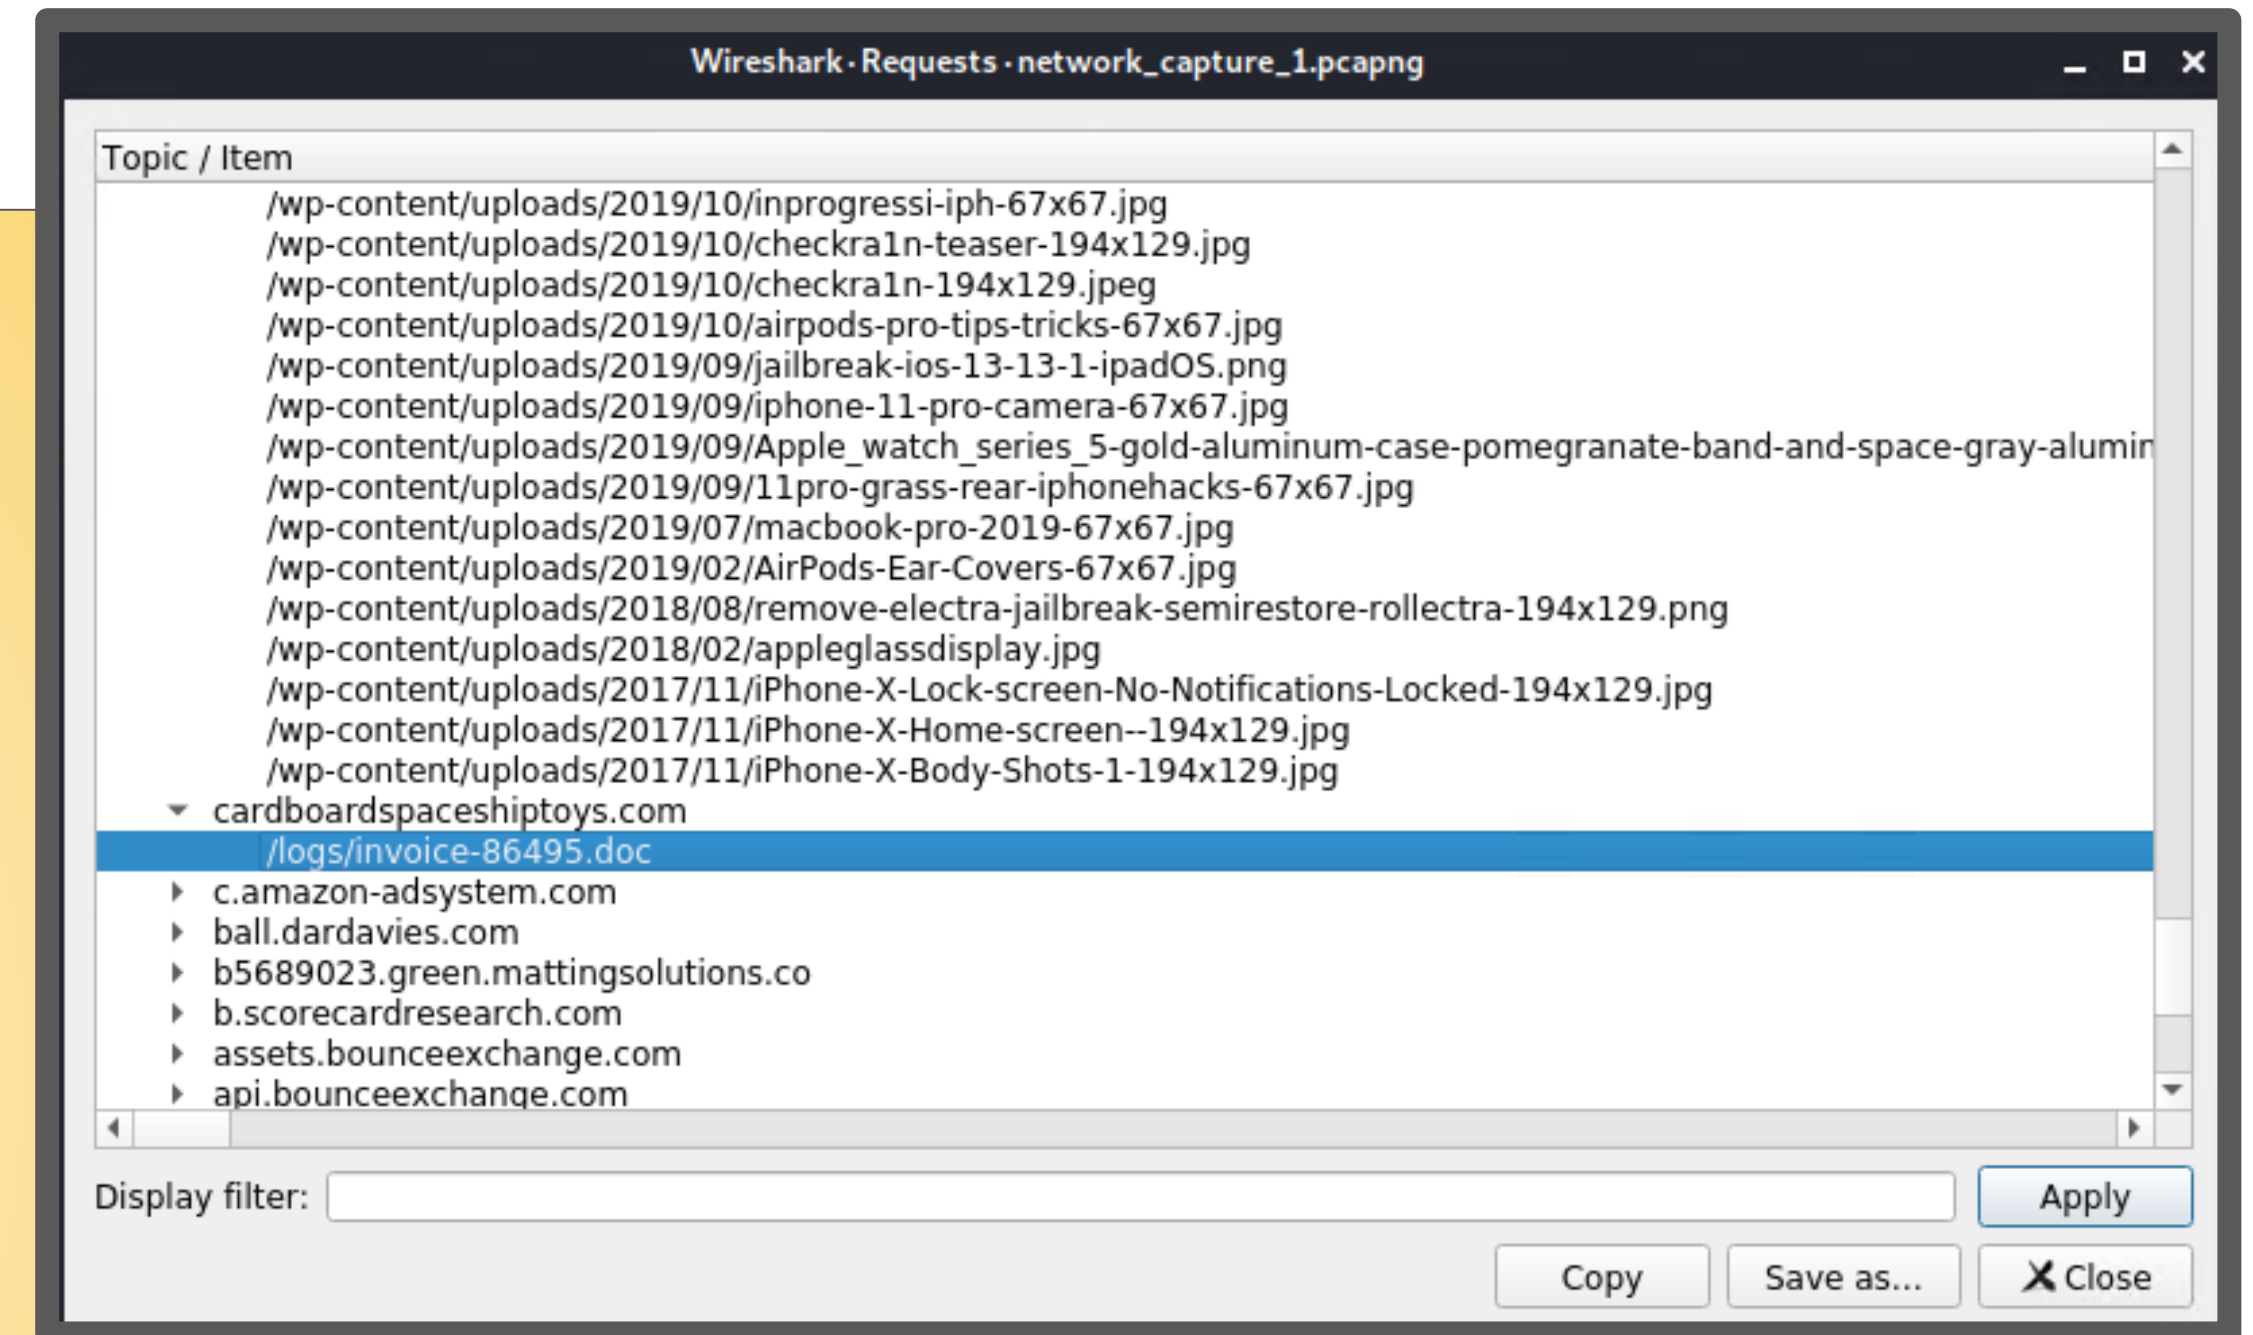 Wireshark · Requests · network_capture_1.pcapng
Topic / Item
/wp-content/uploads/2019/10/inprogressi-iph-67x67.jpg
/wp-content/uploads/2019/10/checkra1n-teaser-194x129.jpg
/wp-content/uploads/2019/10/checkra1n-194x129.jpeg
/wp-content/uploads/2019/10/airpods-pro-tips-tricks-67x67.jpg
/wp-content/uploads/2019/09/jailbreak-ios-13-13-1-ipadOS.png
/wp-content/uploads/2019/09/iphone-11-pro-camera-67x67.jpg
/wp-content/uploads/2019/09/Apple_watch_series_5-gold-aluminum-case-pomegranate-band-and-space-gray-alumin
/wp-content/uploads/2019/09/11pro-grass-rear-iphonehacks-67x67.jpg
/wp-content/uploads/2019/07/macbook-pro-2019-67x67.jpg
/wp-content/uploads/2019/02/AirPods-Ear-Covers-67x67.jpg
/wp-content/uploads/2018/08/remove-electra-jailbreak-semirestore-rollectra-194x129.png
/wp-content/uploads/2018/02/appleglassdisplay.jpg
/wp-content/uploads/2017/11/iPhone-X-Lock-screen-No-Notifications-Locked-194x129.jpg
/wp-content/uploads/2017/11/iPhone-X-Home-screen--194x129.jpg
/wp-content/uploads/2017/11/iPhone-X-Body-Shots-1-194x129.jpg
cardboardspaceshiptoys.com
/logs/invoice-86495.doc
c.amazon-adsystem.com
ball.dardavies.com
b5689023.green.mattingsolutions.co
b.scorecardresearch.com
assets.bounceexchange.com
api.bounceexchange.com
Display filter:
Apply
Copy
Save as...
Close